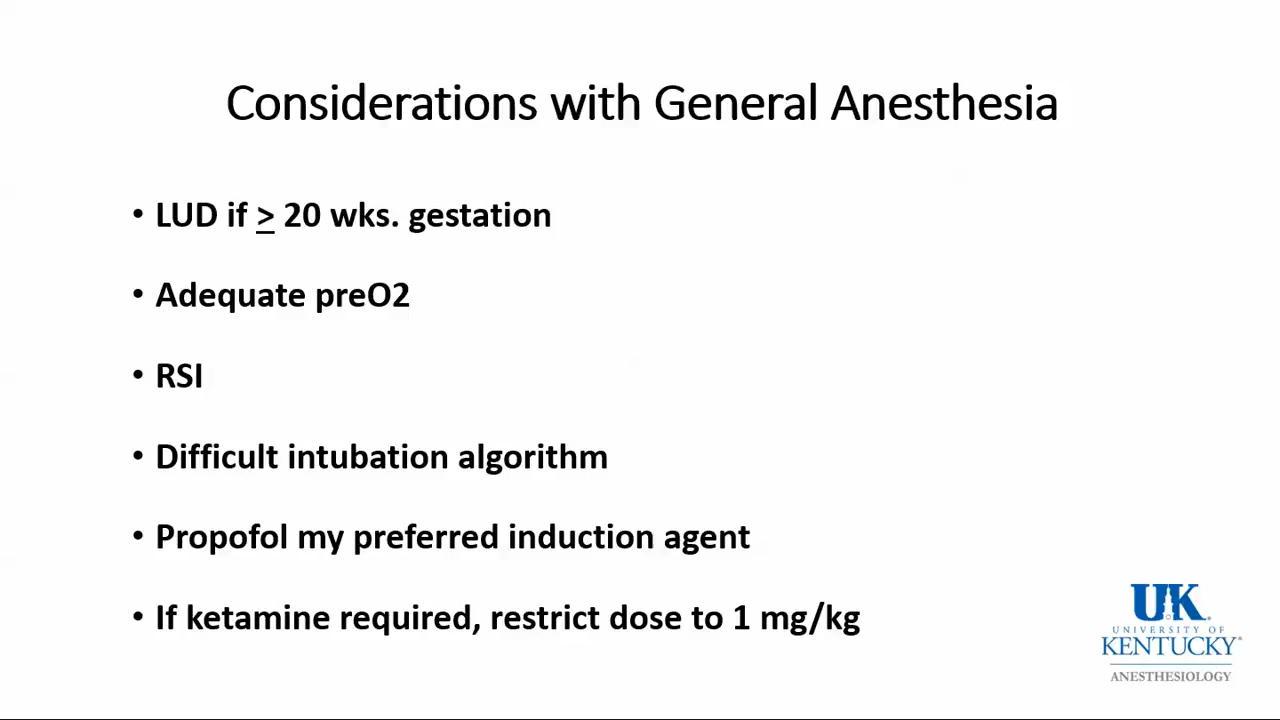 Considerations with General Anesthesia
• LUD if ≥ 20 wks. gestation
• Adequate preO2
• RSI
• Difficult intubation algorithm
• Propofol my preferred induction agent
• If ketamine required, restrict dose to 1 mg/kg
UK
UNIVERSITY OF
KENTUCKY
ANESTHESIOLOGY